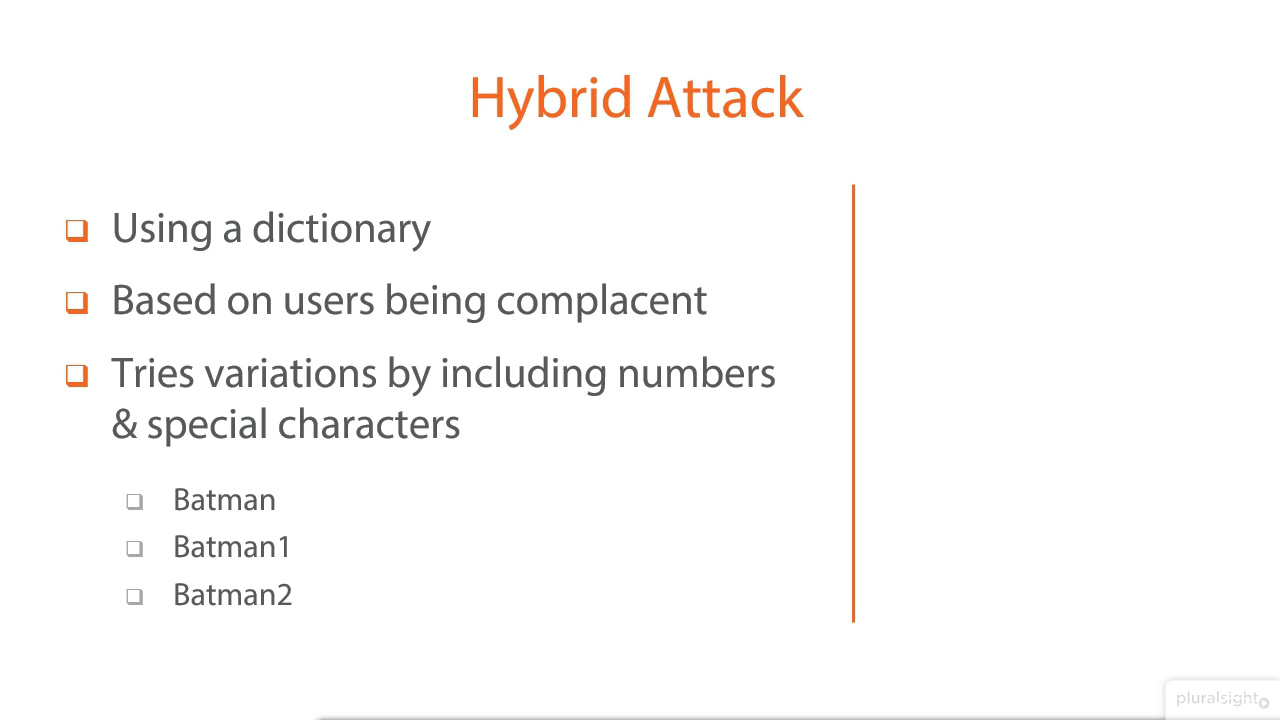 Hybrid Attack
Using a dictionary
Based on users being complacent
Tries variations by including numbers
& special characters
Batman
Batman1
Batman2
pluralsight